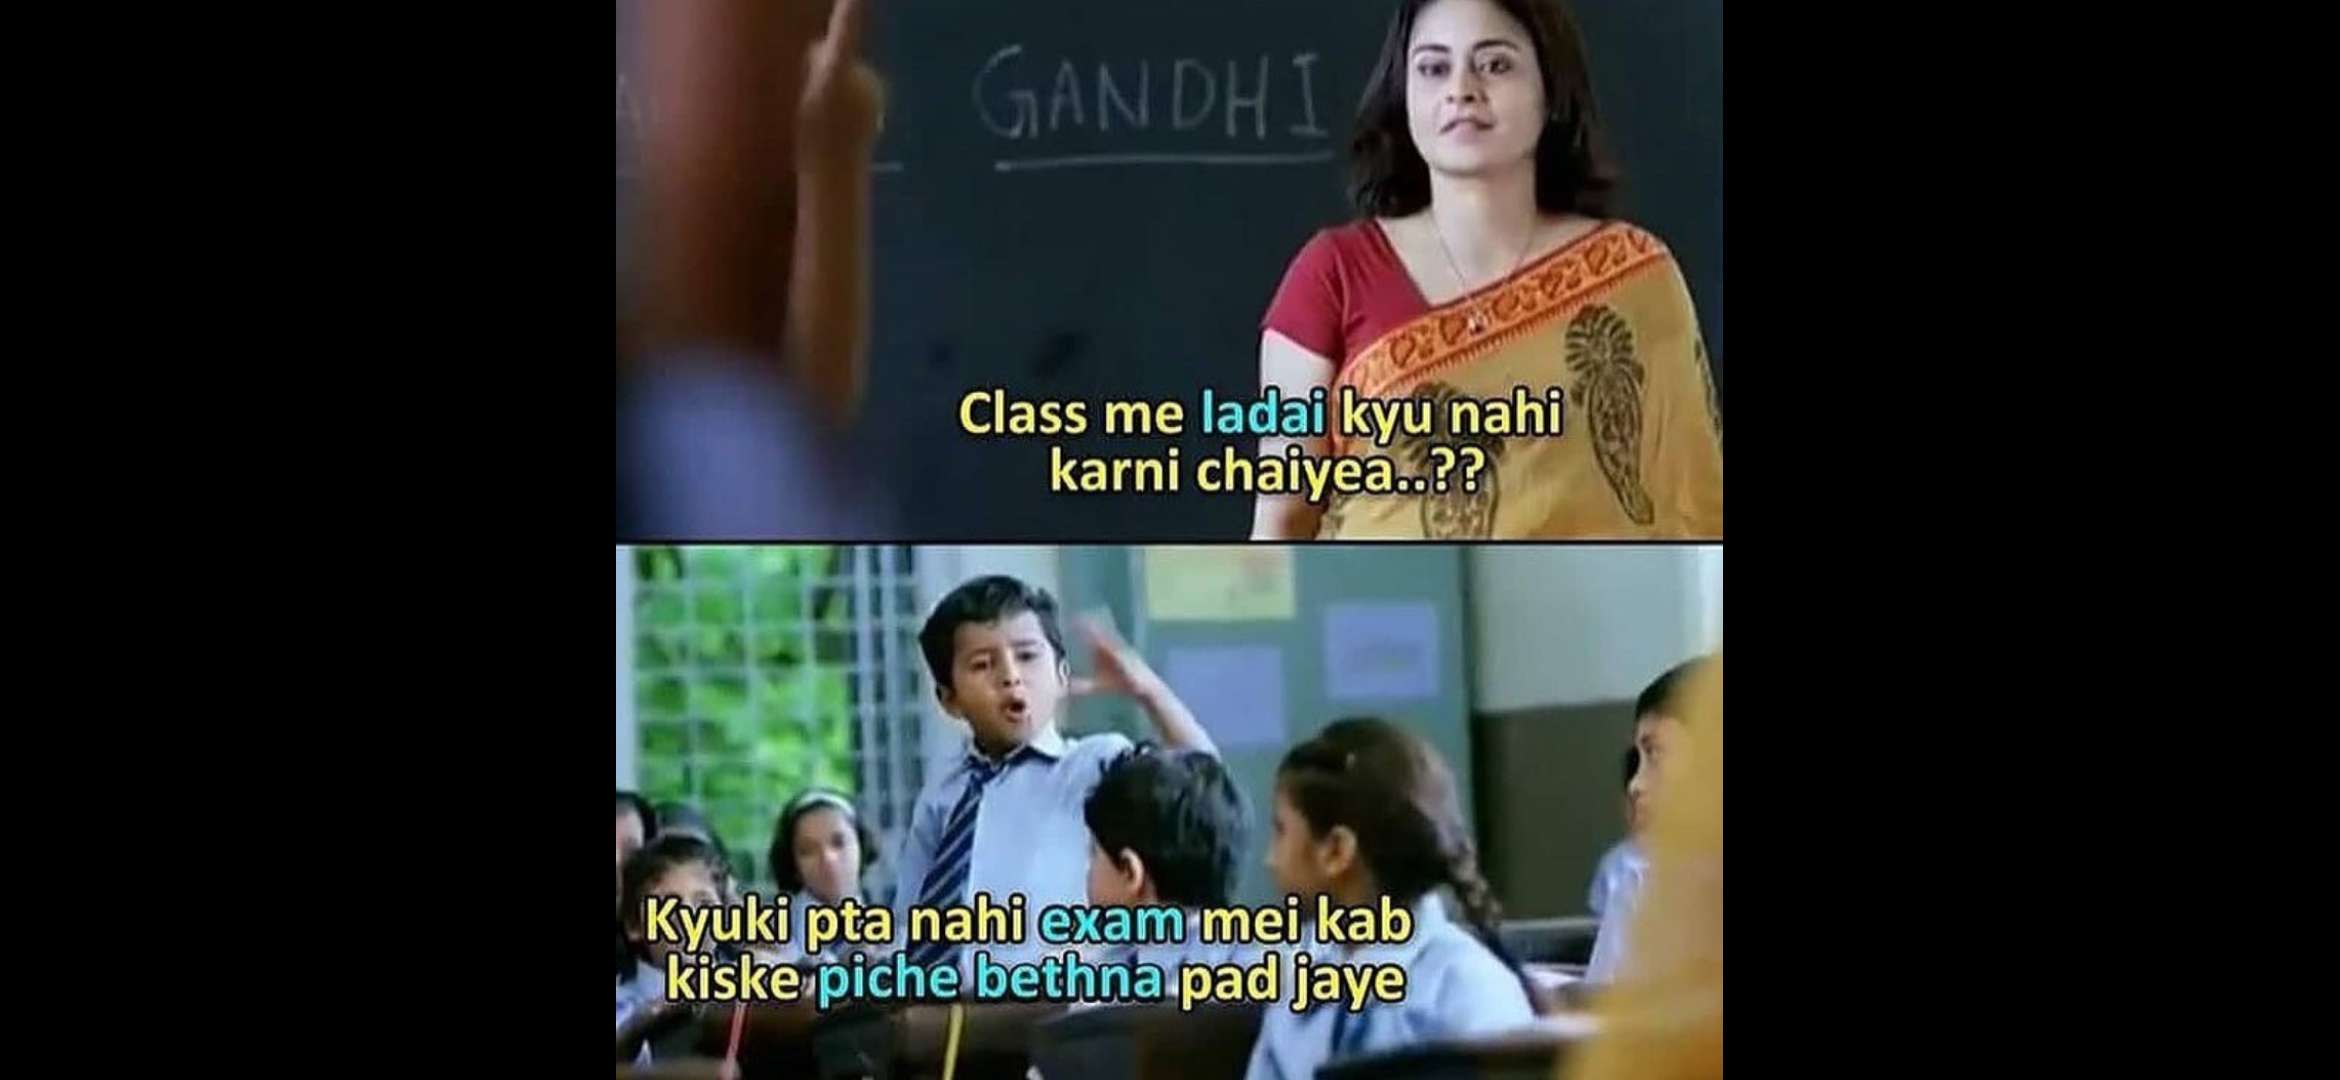 GANDHI
Class me ladai kyu nahi
karni chaiyea..??
Kyuki pta nahi exam mei kab
kiske piche bethna pad jaye